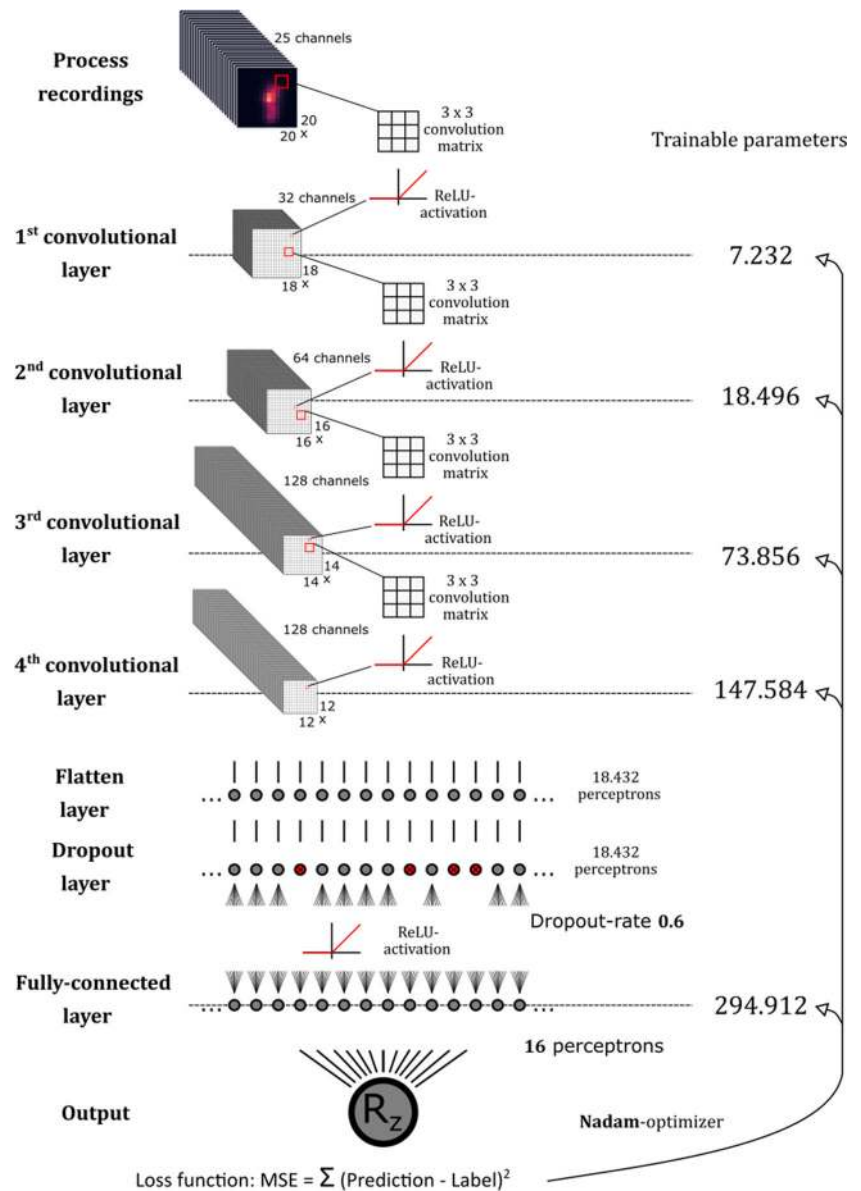 25 channels
Process
recordings
20
20 x
3 x 3
convolution
matrix
Trainable parameters
32 channels
ReLU-
activation
1st convolutional
layer
18
18 x
7.232
3 x 3
convolution
matrix
64 channels
ReLU-
activation
2nd convolutional
layer
16
16 x
18.496
3 x 3
convolution
matrix
128 channels
ReLU-
activation
3rd convolutional
layer
14
14 x
73.856
3 x 3
convolution
matrix
128 channels
ReLU-
activation
4th convolutional
layer
12
12 x
147.584
Flatten
layer
...
...
18.432
perceptrons
Dropout
layer
...
...
18.432
perceptrons
Dropout-rate 0.6
ReLU-
activation
Fully-connected
layer
...
...
294.912
16 perceptrons
Output
Rz
Nadam-optimizer
Loss function: MSE = Σ (Prediction - Label)²